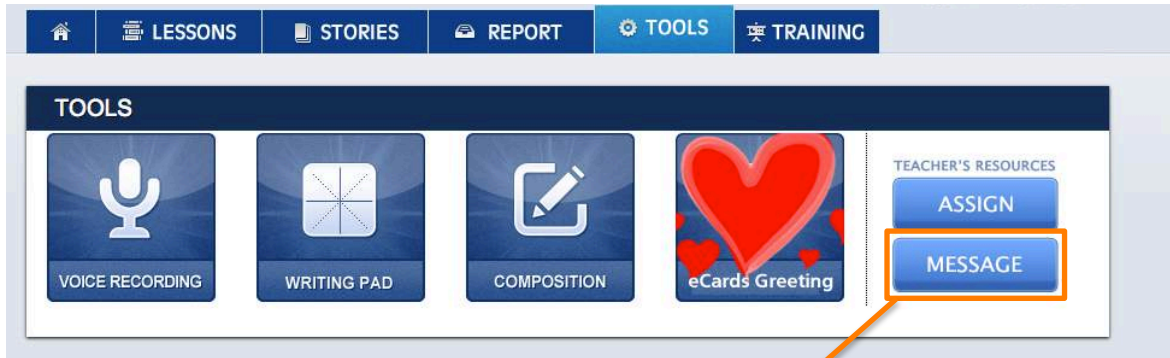 LESSONS STORIES REPORT TOOLS TRAINING
TOOLS
VOICE RECORDING
WRITING PAD
COMPOSITION
eCards Greeting
TEACHER'S RESOURCES
ASSIGN
MESSAGE